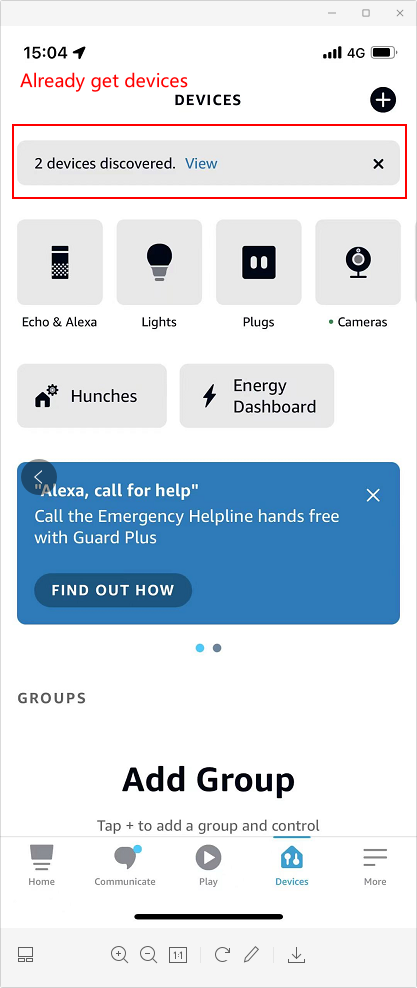 15:04
4G
Already get devices
DEVICES
2 devices discovered. View
Echo & Alexa
Lights
Plugs
Cameras
Hunches
Energy
Dashboard
"Alexa, call for help"
Call the Emergency Helpline hands free
with Guard Plus
FIND OUT HOW
GROUPS
Add Group
Tap + to add a group and control
Home
Communicate
Play
Devices
More
1:1